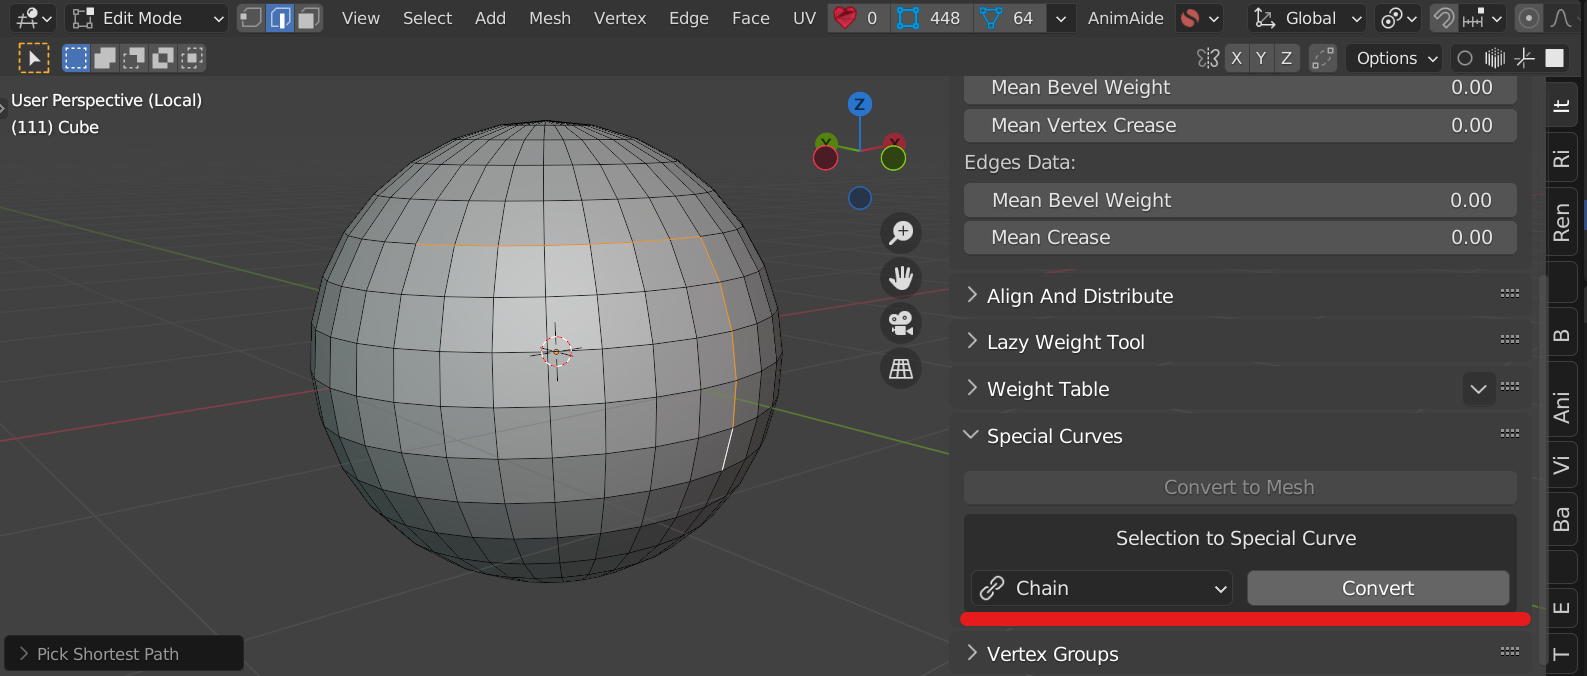 Edit Mode View Select Add Mesh Vertex Edge Face UV 0 448 64 AnimAide Global
X Y Z Options
User Perspective (Local)
(111) Cube
Z
Y X
Mean Bevel Weight 0.00
Mean Vertex Crease 0.00
Edges Data:
Mean Bevel Weight 0.00
Mean Crease 0.00
Align And Distribute
Lazy Weight Tool
Weight Table
Special Curves
Convert to Mesh
Selection to Special Curve
Chain Convert
Vertex Groups
Pick Shortest Path
It
Ri
Ren
B
Ani
Vi
Ba
E
T